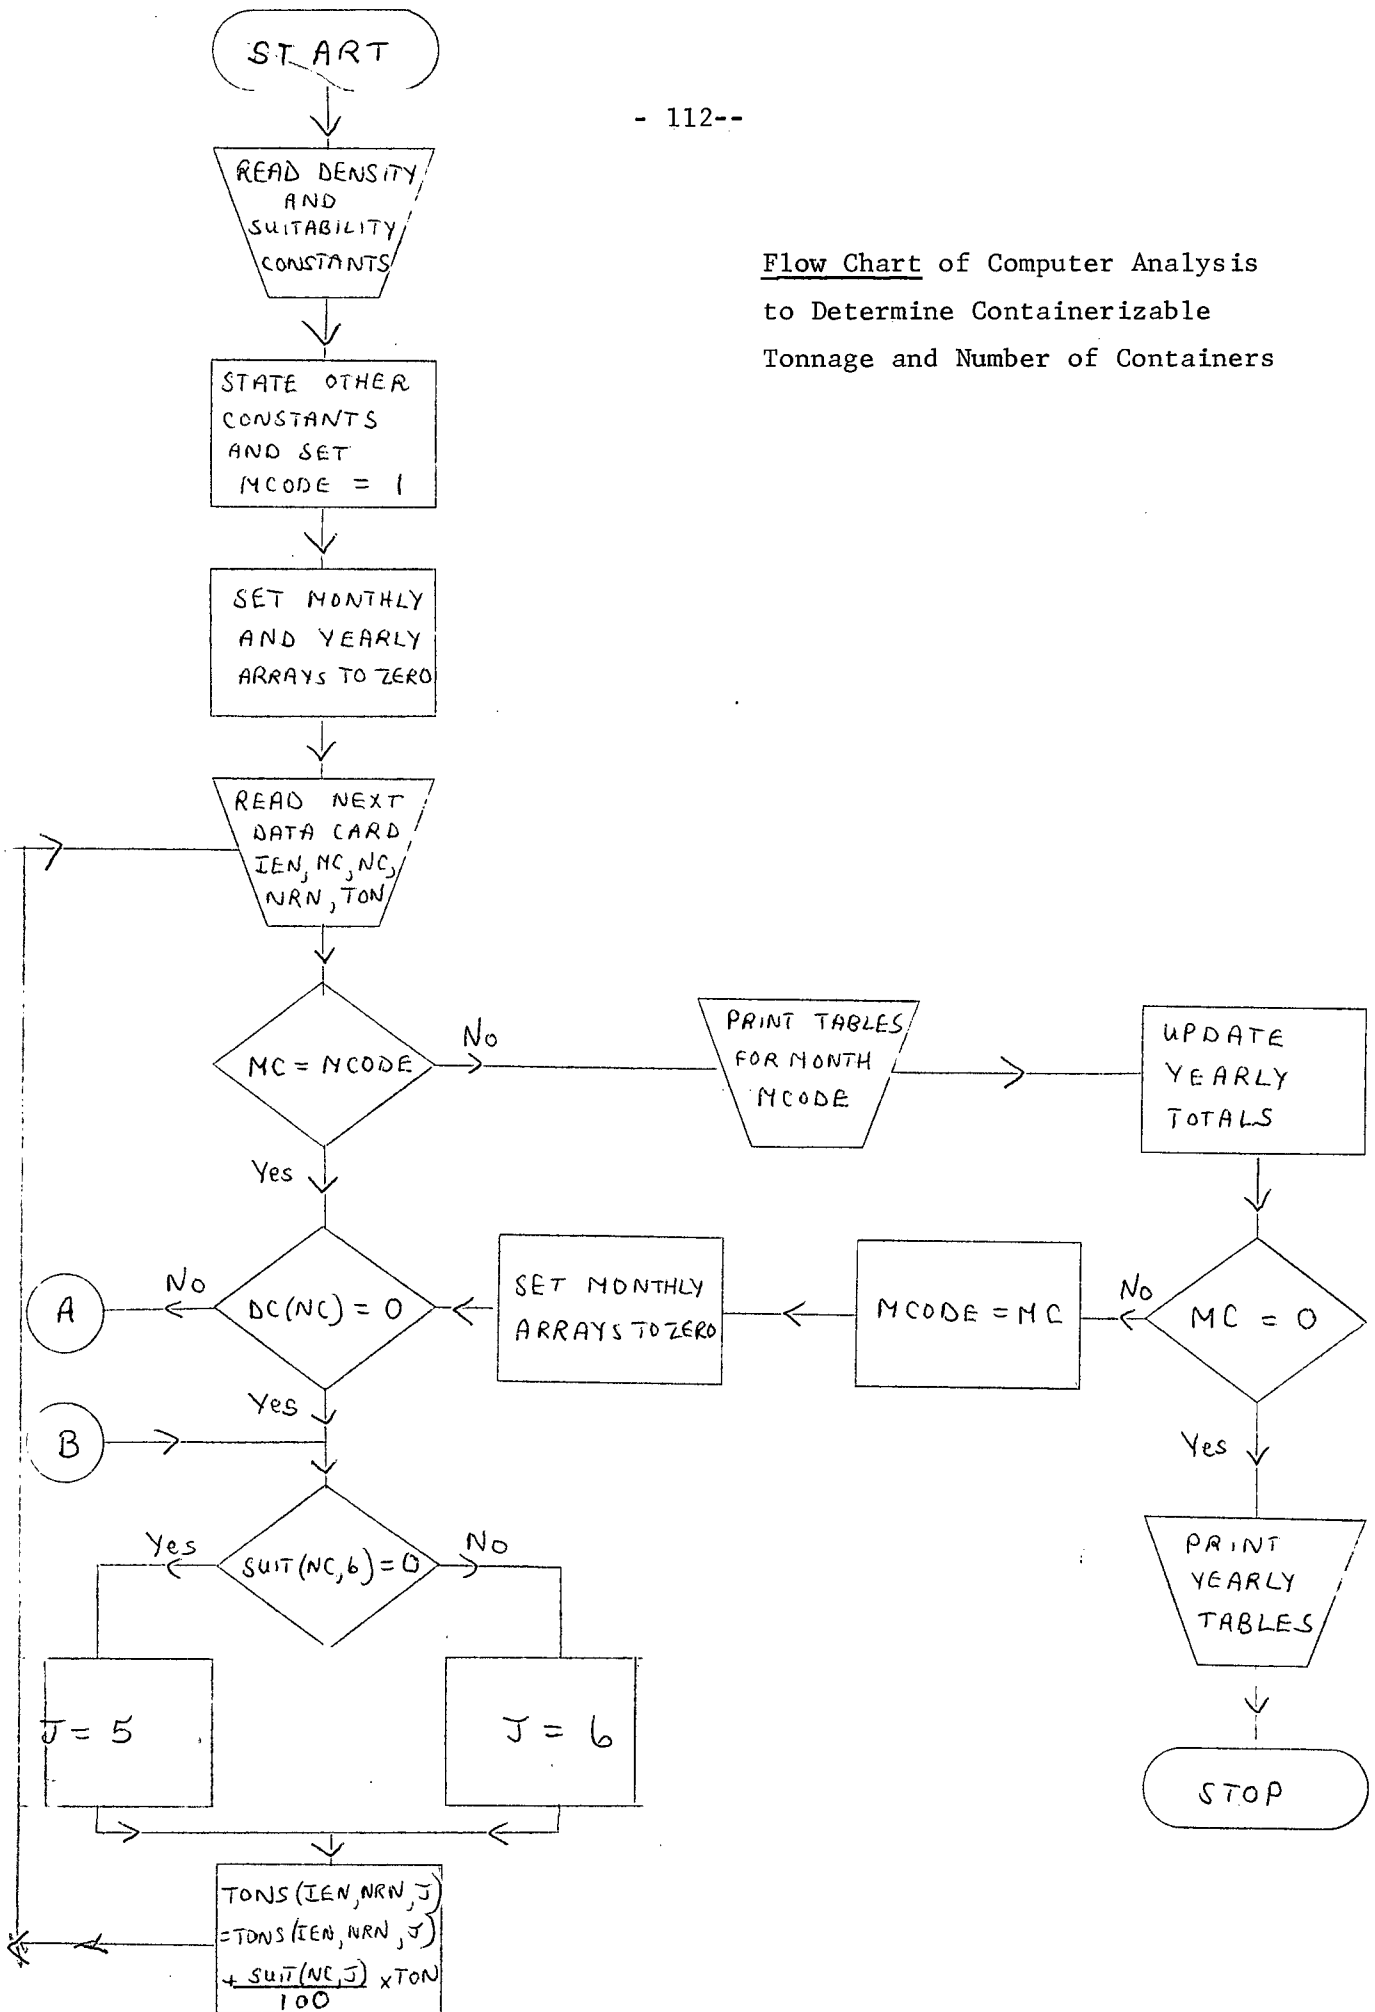 START
- 112--
READ DENSITY
AND
SUITABILITY
CONSTANTS
Flow Chart of Computer Analysis
to Determine Containerizable
Tonnage and Number of Containers
STATE OTHER
CONSTANTS
AND SET
MCODE = 1
SET MONTHLY
AND YEARLY
ARRAYS TO ZERO
READ NEXT
DATA CARD
IEN, MC, NC,
NRN, TON
MC = MCODE
No
PRINT TABLES
FOR MONTH
MCODE
UPDATE
YEARLY
TOTALS
Yes
A
No
DC(NC) = 0
SET MONTHLY
ARRAYS TO ZERO
MCODE = MC
No
MC = 0
Yes
B
Yes
PRINT
YEARLY
TABLES
Yes
SUIT(NC,6) = 0
No
J = 5
J = 6
STOP
TONS(IEN,NRN,J)
=TONS(IEN,NRN,J)
+ SUIT(NC,J) x TON
100